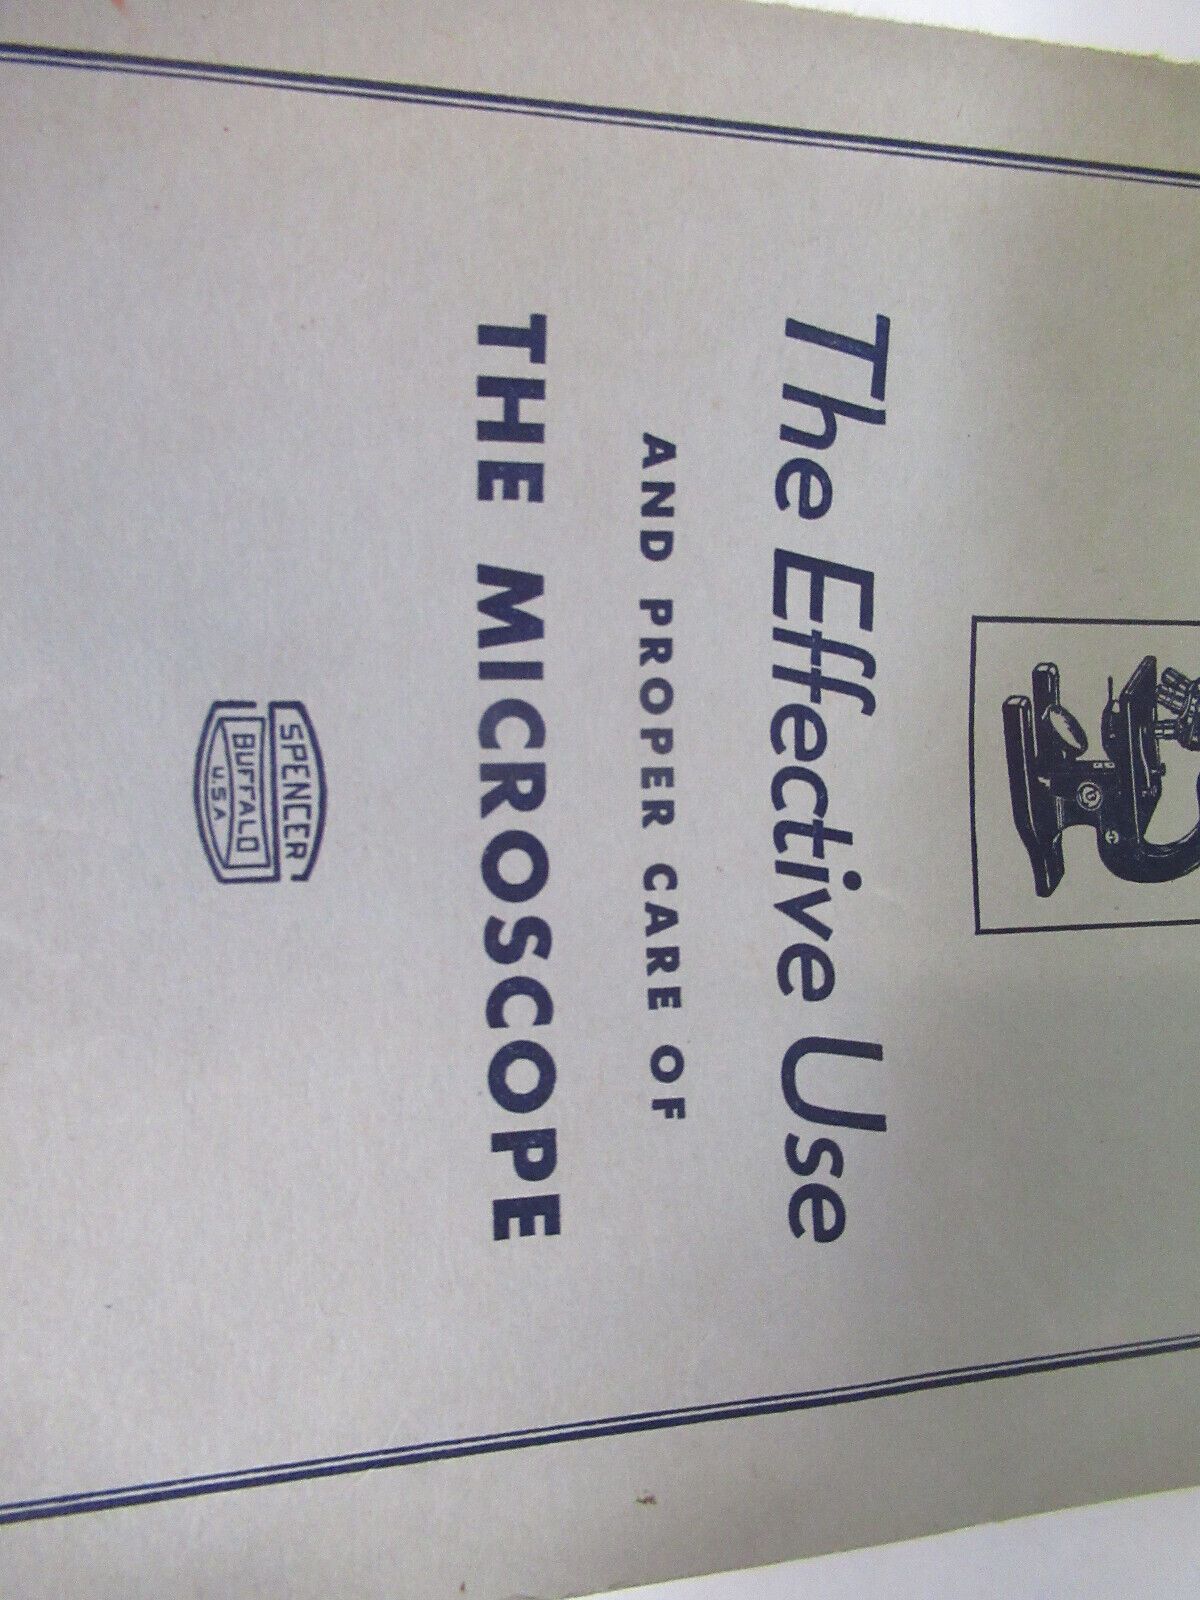 The Effective Use
AND PROPER CARE OF
THE MICROSCOPE
SPENCER
BUFFALO
U.S.A